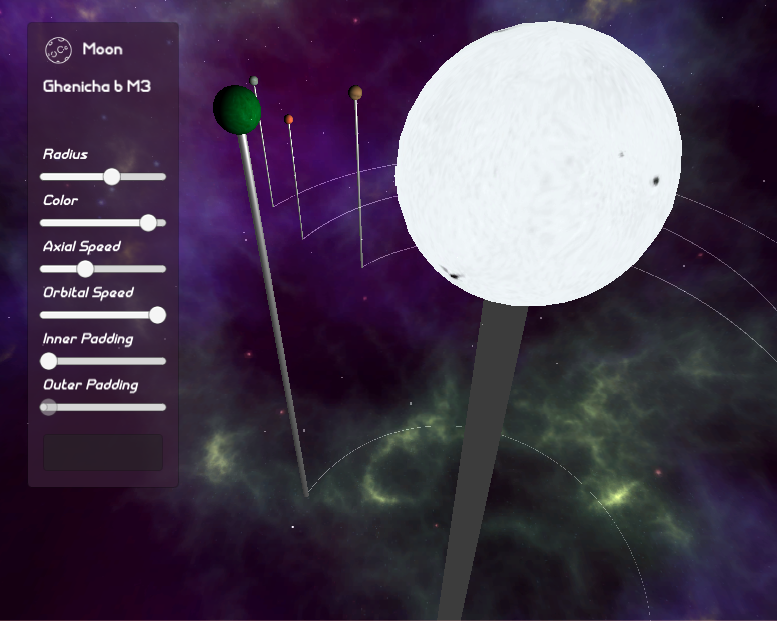 Moon
Ghenicha b M3
Radius
Color
Axial Speed
Orbital Speed
Inner Padding
Outer Padding